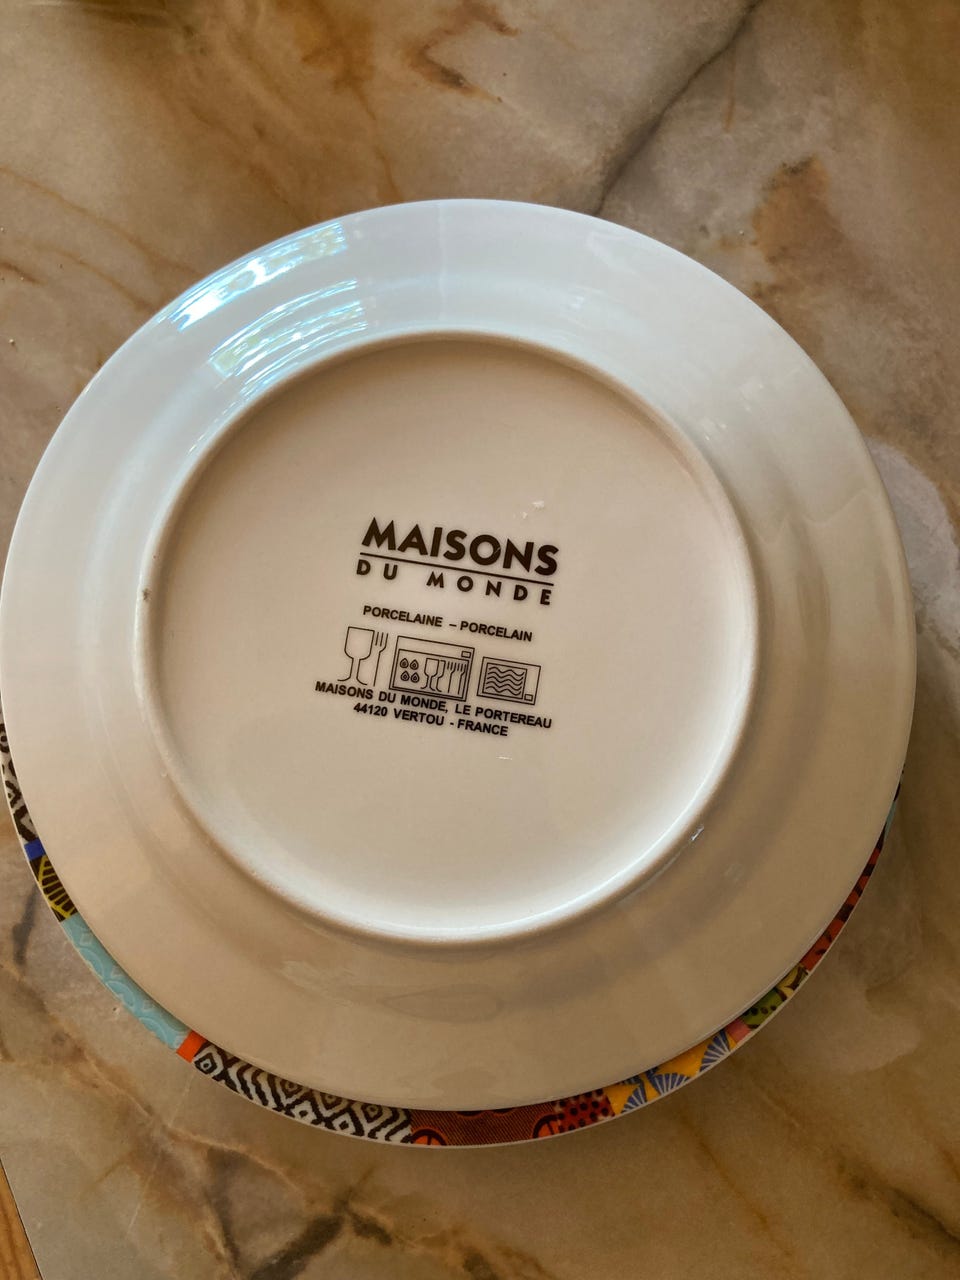 MAISONS
DU MONDE
PORCELAINE – PORCELAIN
MAISONS DU MONDE, LE PORTEREAU
44120 VERTOU - FRANCE